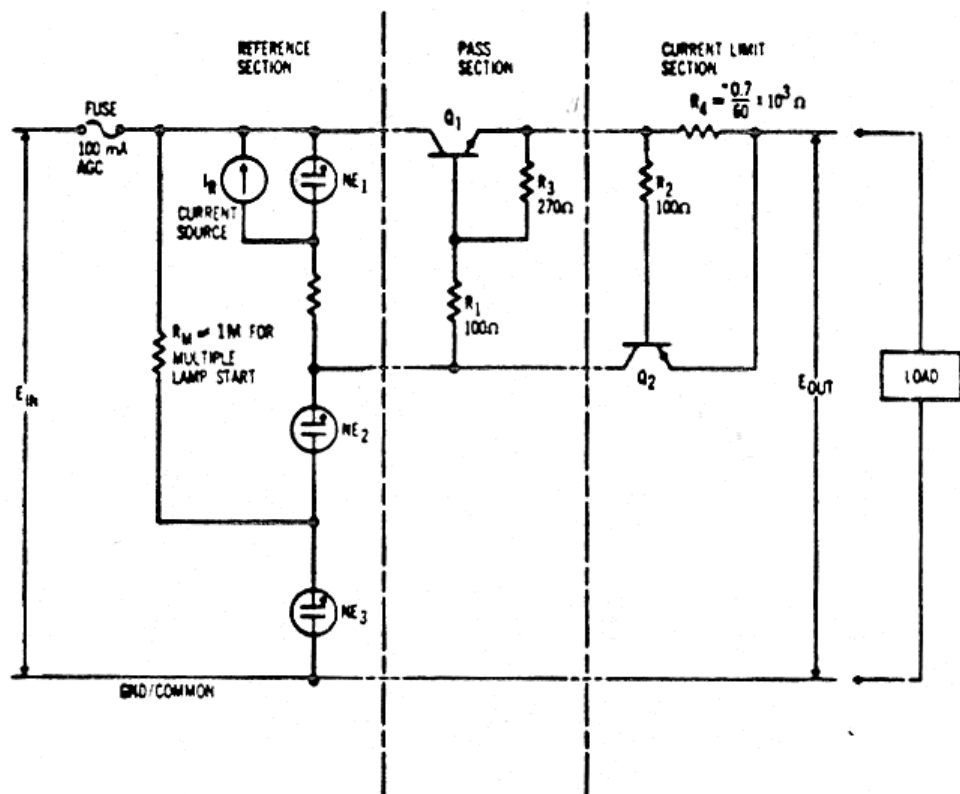 REFERENCE
SECTION
PASS
SECTION
CURRENT LIMIT
SECTION
FUSE
100 mA
AGC
Q1
R4 = "0.7/60 × 10³ Ω
IR
CURRENT
SOURCE
NE1
R3
270Ω
R2
100Ω
R1
100Ω
RM = 1M FOR
MULTIPLE
LAMP START
EIN
NE2
Q2
EOUT
LOAD
NE3
GND/COMMON